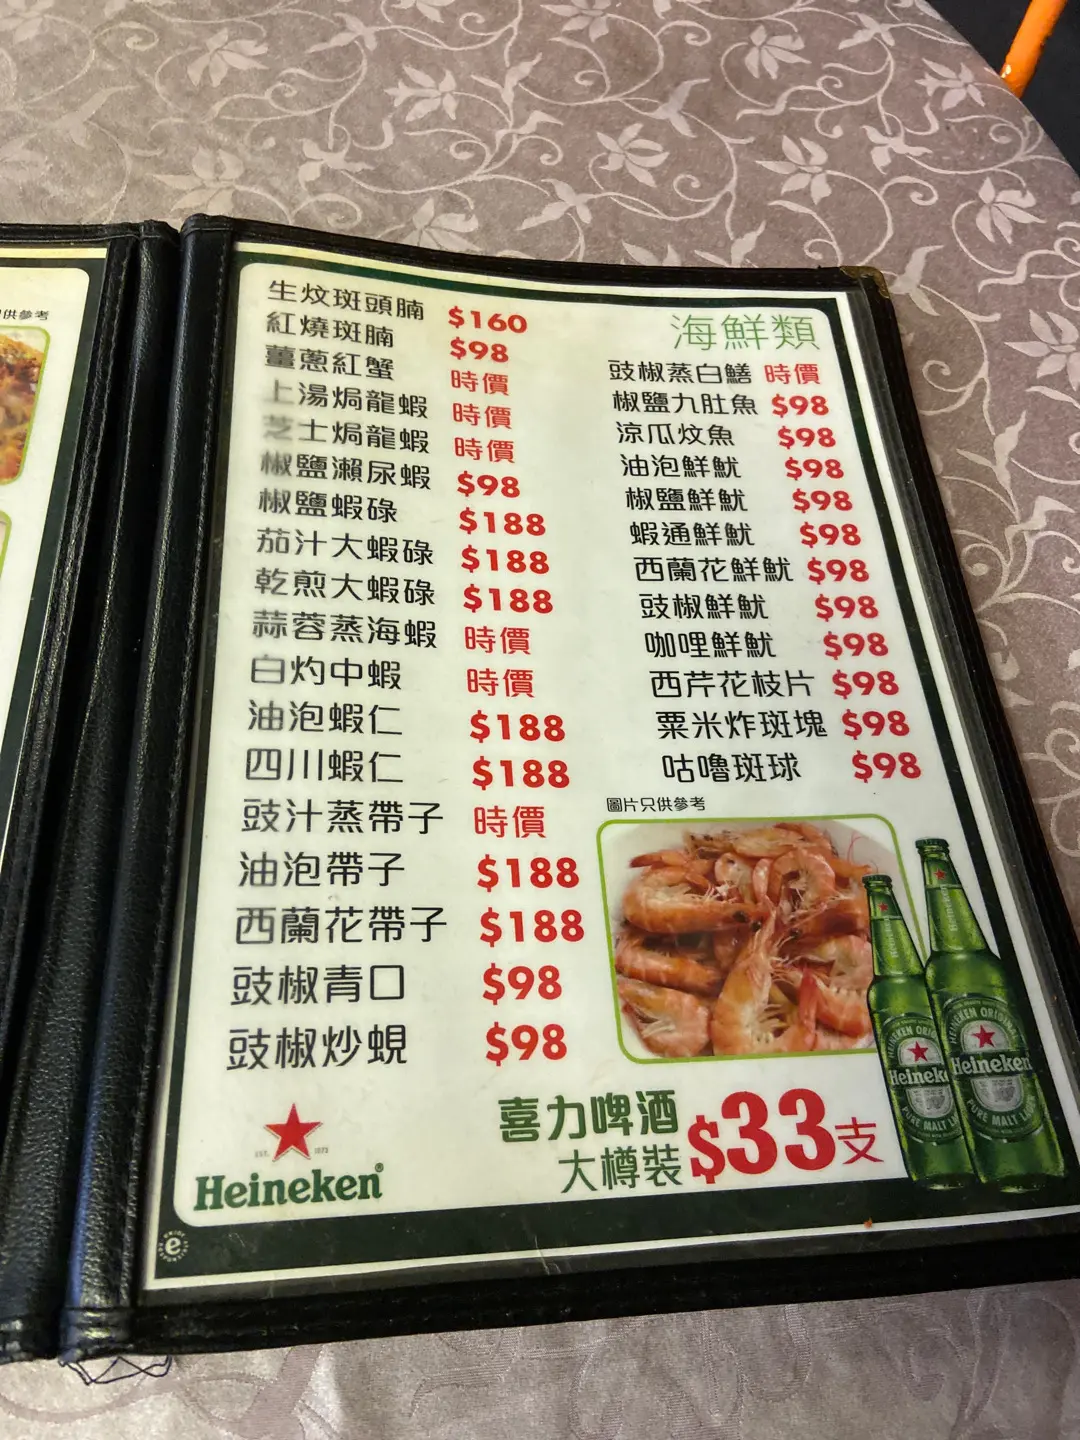 供參考
海鮮類
豉椒蒸白鱔 時價
椒鹽九肚魚 $98
涼瓜炆魚 $98
油泡鮮魷 $98
椒鹽鮮魷 $98
蝦通鮮魷 $98
西蘭花鮮魷 $98
豉椒鮮魷 $98
咖哩鮮魷 $98
西芹花枝片 $98
粟米炸斑塊 $98
咕嚕斑球 $98
生炆斑頭腩 $160
紅燒斑腩 $98
薑蔥紅蟹 時價
上湯焗龍蝦 時價
芝士焗龍蝦 時價
椒鹽瀨尿蝦 $98
椒鹽蝦碌 $188
茄汁大蝦碌 $188
乾煎大蝦碌 $188
蒜蓉蒸海蝦 時價
白灼中蝦 時價
油泡蝦仁 $188
四川蝦仁 $188
豉汁蒸帶子 時價
油泡帶子 $188
西蘭花帶子 $188
豉椒青口 $98
豉椒炒蜆 $98
圖片只供參考
Heineken
Heineken
PURE MALT
HEINEKEN ORIGINAL
Heineken
PURE MALT LAGER
EST. 1873
Heineken®
喜力啤酒
大樽裝
$33支
e